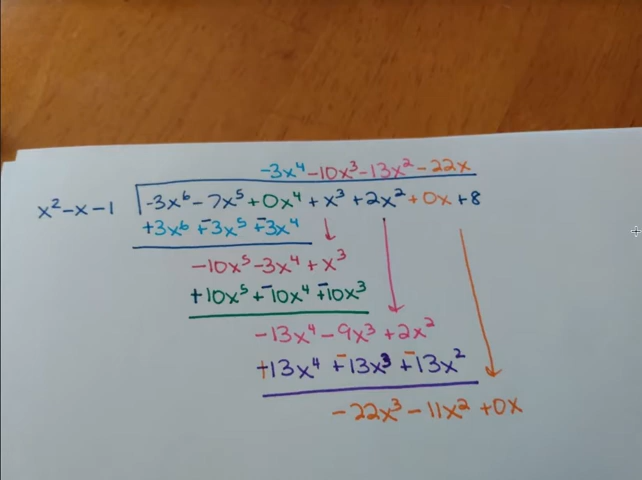 -3x⁴ -10x³ -13x² -22x
x²-x-1 -3x⁶ -7x⁵ +0x⁴ +x³ +2x² +0x +8
+3x⁶ -3x⁵ -3x⁴
-10x⁵ -3x⁴ +x³
+10x⁵ -10x⁴ -10x³
-13x⁴ -9x³ +2x²
+13x⁴ -13x³ -13x²
-22x³ -11x² +0x